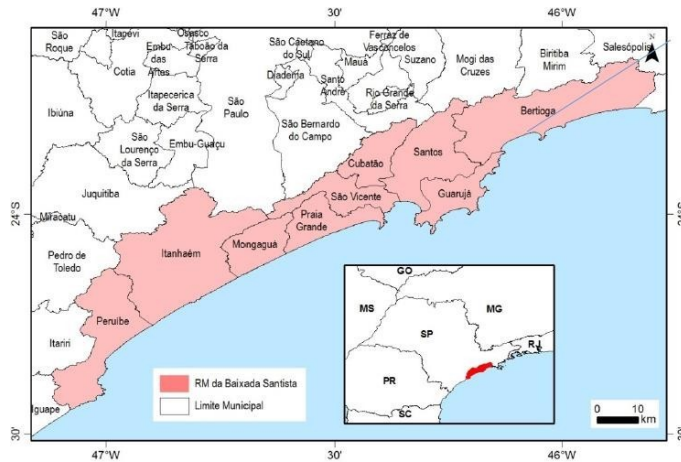 47°W
30'
46°W
São
Roque
Itapevi
Cotia
Embu
das
Artes
Osasco
Taboão da
Serra
Itapecerica
da Serra
São
Paulo
São Caetano
do Sul
Diadema
Santo
André
Mauá
Ferraz de
Vasconcelos
Suzano
Rio Grande
da Serra
Mogi das
Cruzes
Biritiba
Mirim
Salesópolis
N
Ibiúna
São
Lourenço
da Serra
Embu-Guaçu
São Bernardo
do Campo
Bertioga
Santos
Cubatão
Juquitiba
São Vicente
Guarujá
24°S
Miracatu
Praia
Grande
24°S
Itanhaém
Mongaguá
Pedro de
Toledo
Peruíbe
Itariri
Iguape
GO
MS
MG
SP
RJ
PR
SC
RM da Baixada Santista
Limite Municipal
0 10
km
30'
30'
47°W
30'
46°W